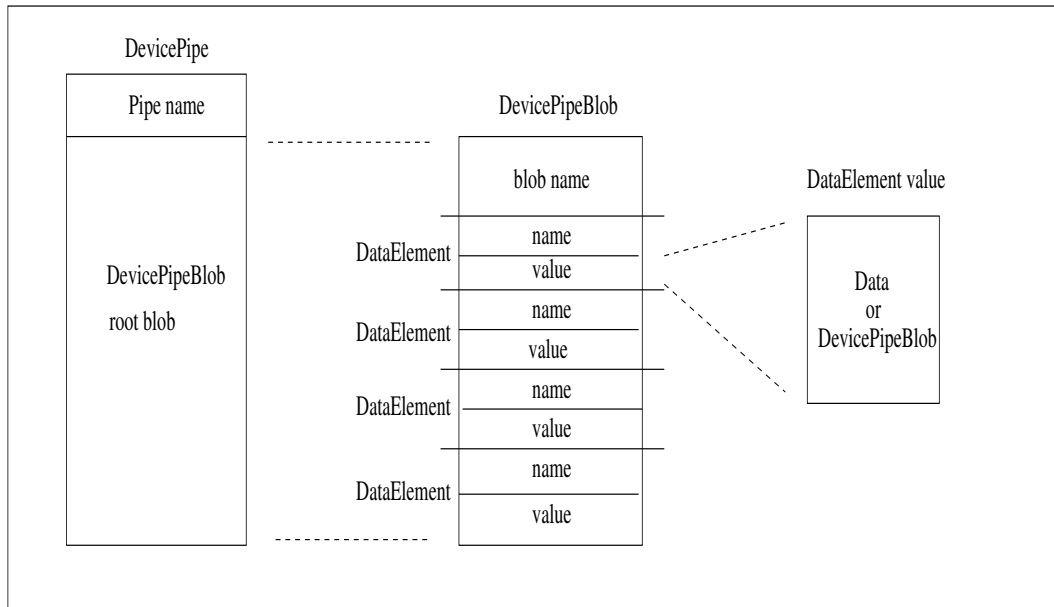 DevicePipe
Pipe name
DevicePipeBlob
root blob
DevicePipeBlob
blob name
DataElement
name
value
DataElement
name
value
DataElement
name
value
DataElement
name
value
DataElement value
Data
or
DevicePipeBlob